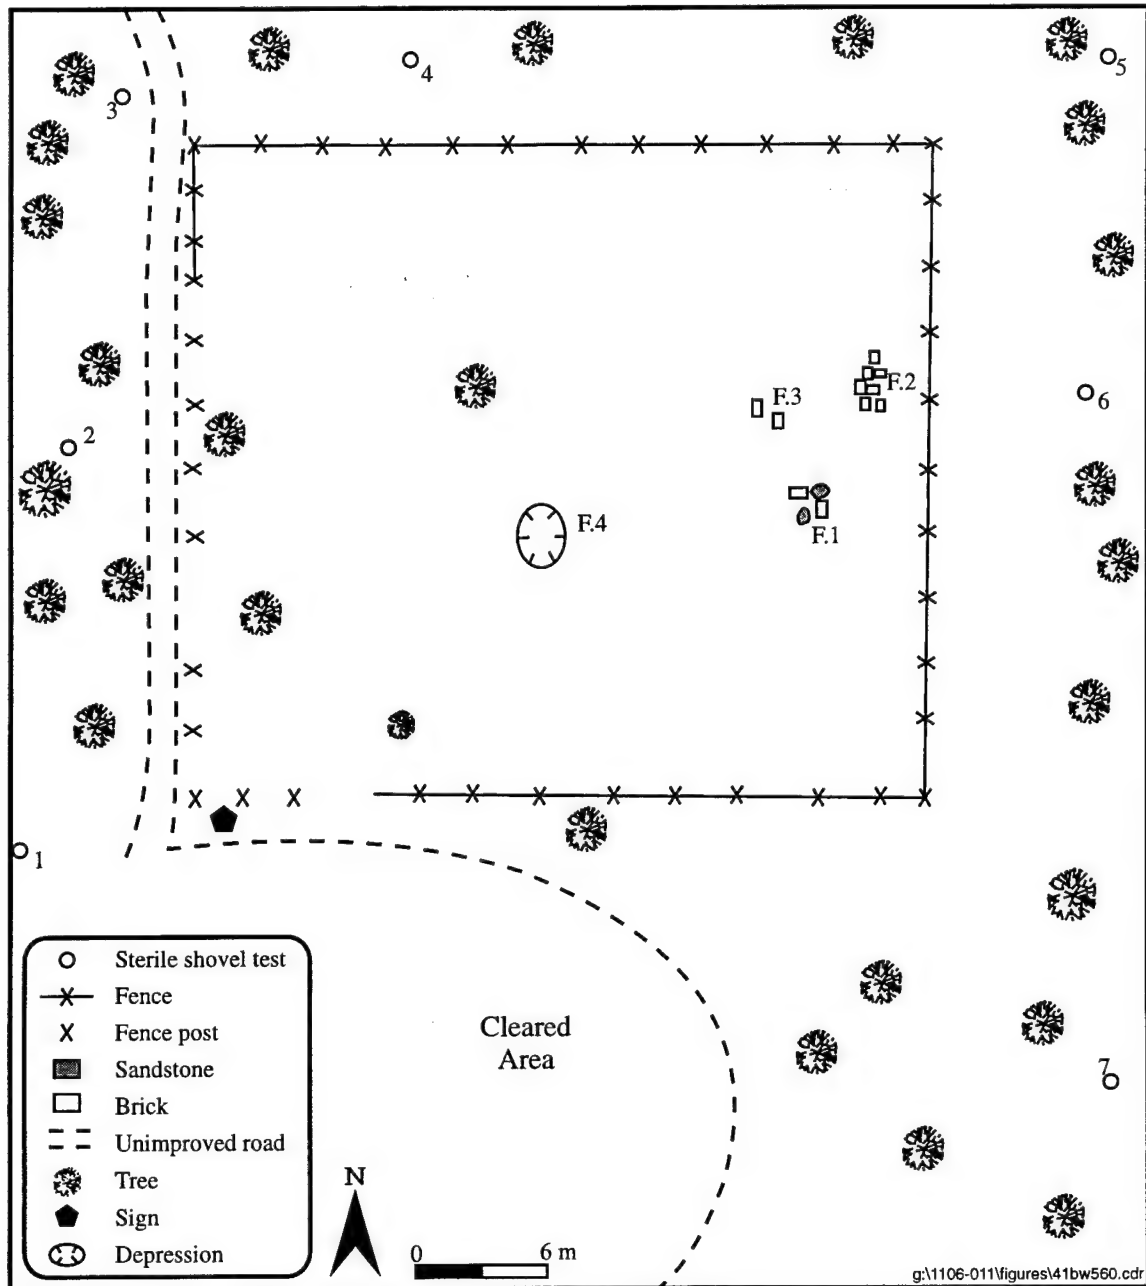 4
5
3
F.2
F.3
6
2
F.4
F.1
1
Sterile shovel test
Fence
Fence post
Sandstone
Brick
Unimproved road
Tree
Sign
Depression
Cleared
Area
7
N
0 6 m
g:\1106-011\figures\41bw560.cdr